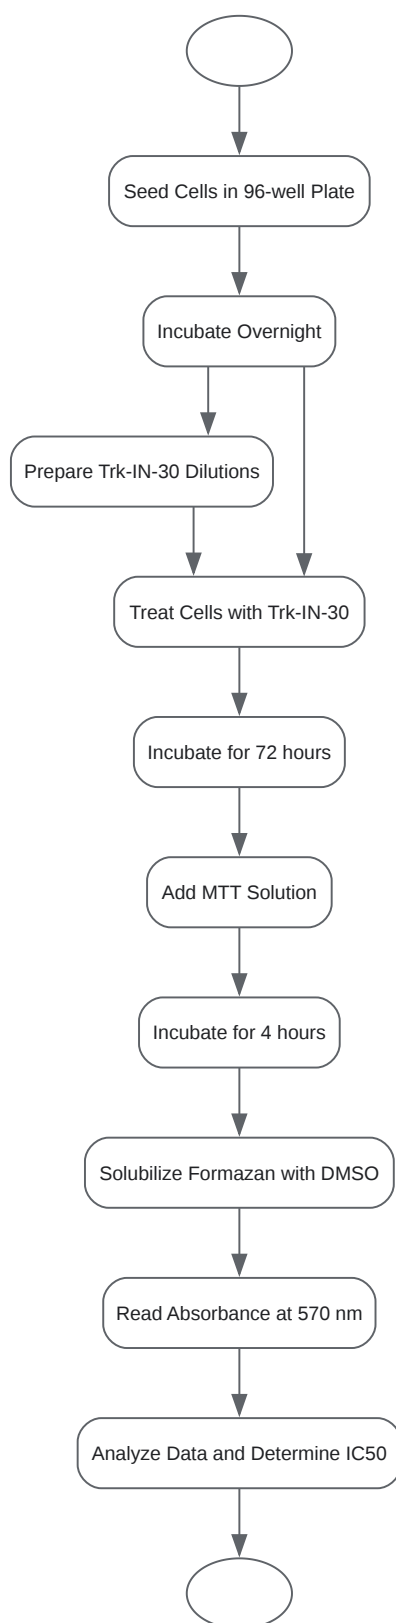 Seed Cells in 96-well Plate
Incubate Overnight
Prepare Trk-IN-30 Dilutions
Treat Cells with Trk-IN-30
Incubate for 72 hours
Add MTT Solution
Incubate for 4 hours
Solubilize Formazan with DMSO
Read Absorbance at 570 nm
Analyze Data and Determine IC50